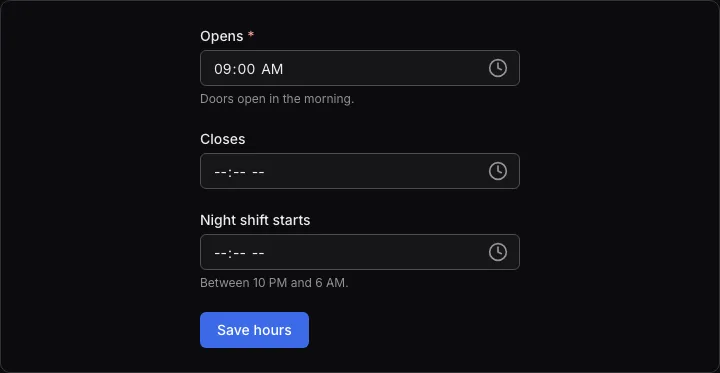 Opens *
09:00 AM
Doors open in the morning.
Closes
--:-- --
Night shift starts
--:-- --
Between 10 PM and 6 AM.
Save hours